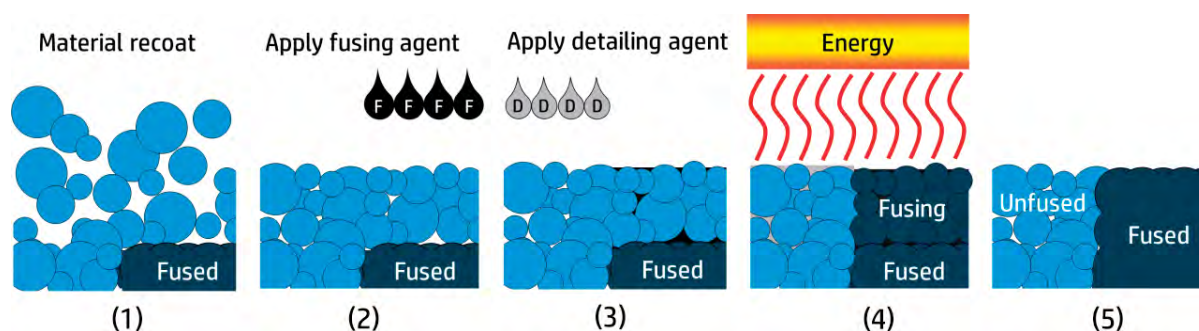 Material recoat
Apply fusing agent
Apply detailing agent
Energy
F F F F
D D D D
Fusing
Unfused
Fused
Fused
Fused
Fused
Fused
(1)
(2)
(3)
(4)
(5)